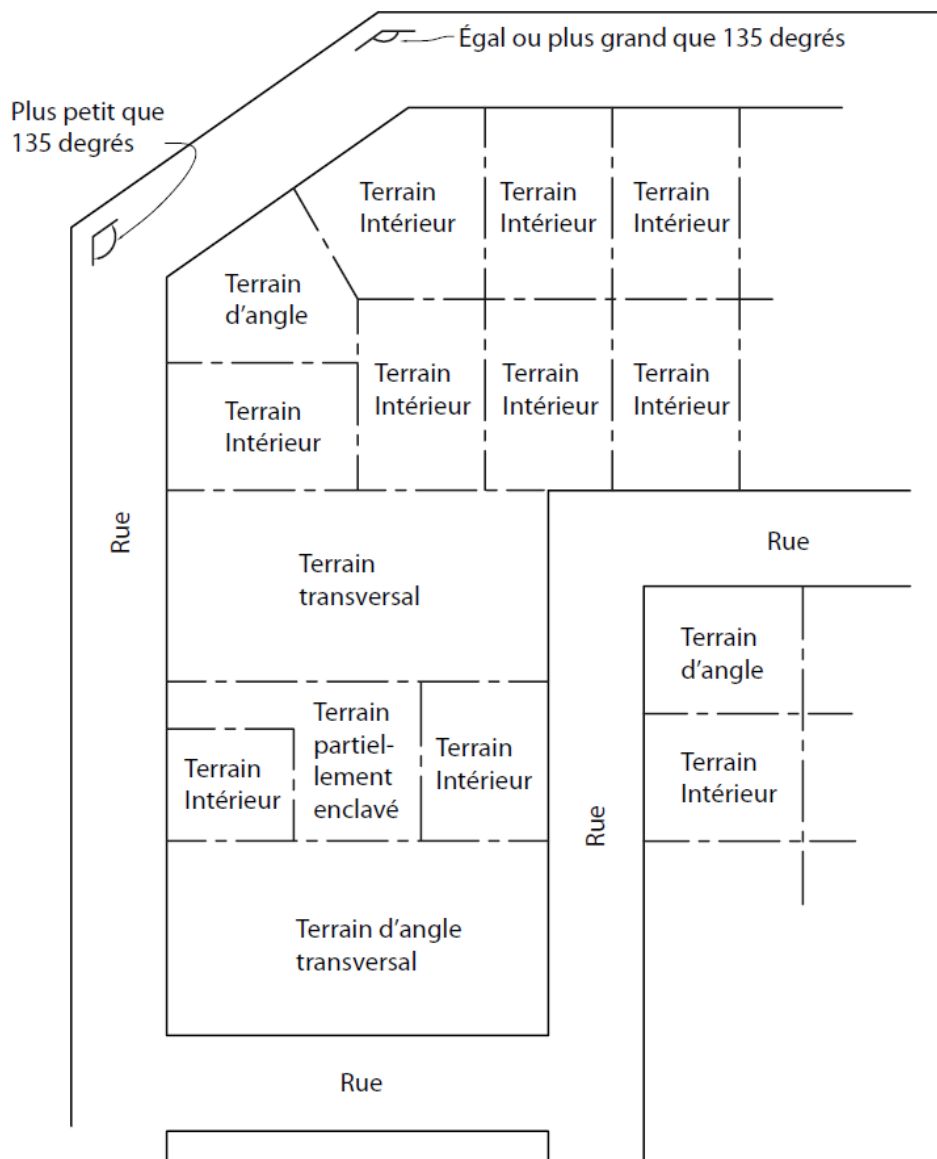 Égal ou plus grand que 135 degrés
Plus petit que
135 degrés
Terrain
Intérieur
Terrain
Intérieur
Terrain
Intérieur
Terrain
d'angle
Terrain
Intérieur
Terrain
Intérieur
Terrain
Intérieur
Terrain
Intérieur
Rue
Rue
Terrain
transversal
Terrain
d'angle
Terrain
partiel-
lement
enclavé
Terrain
Intérieur
Terrain
Intérieur
Terrain
Intérieur
Rue
Terrain d'angle
transversal
Rue